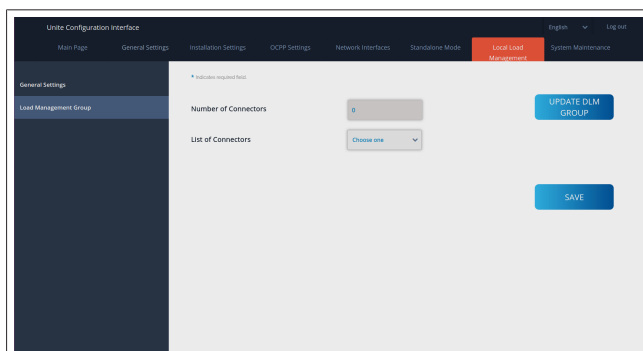 Unite Configuration Interface
English
Log out
Main Page
General Settings
Installation Settings
OCPP Settings
Network Interfaces
Standalone Mode
Local Load
Management
System Maintenance
General Settings
Load Management Group
* Indicates required field.
Number of Connectors
0
List of Connectors
Choose one
UPDATE DLM
GROUP
SAVE